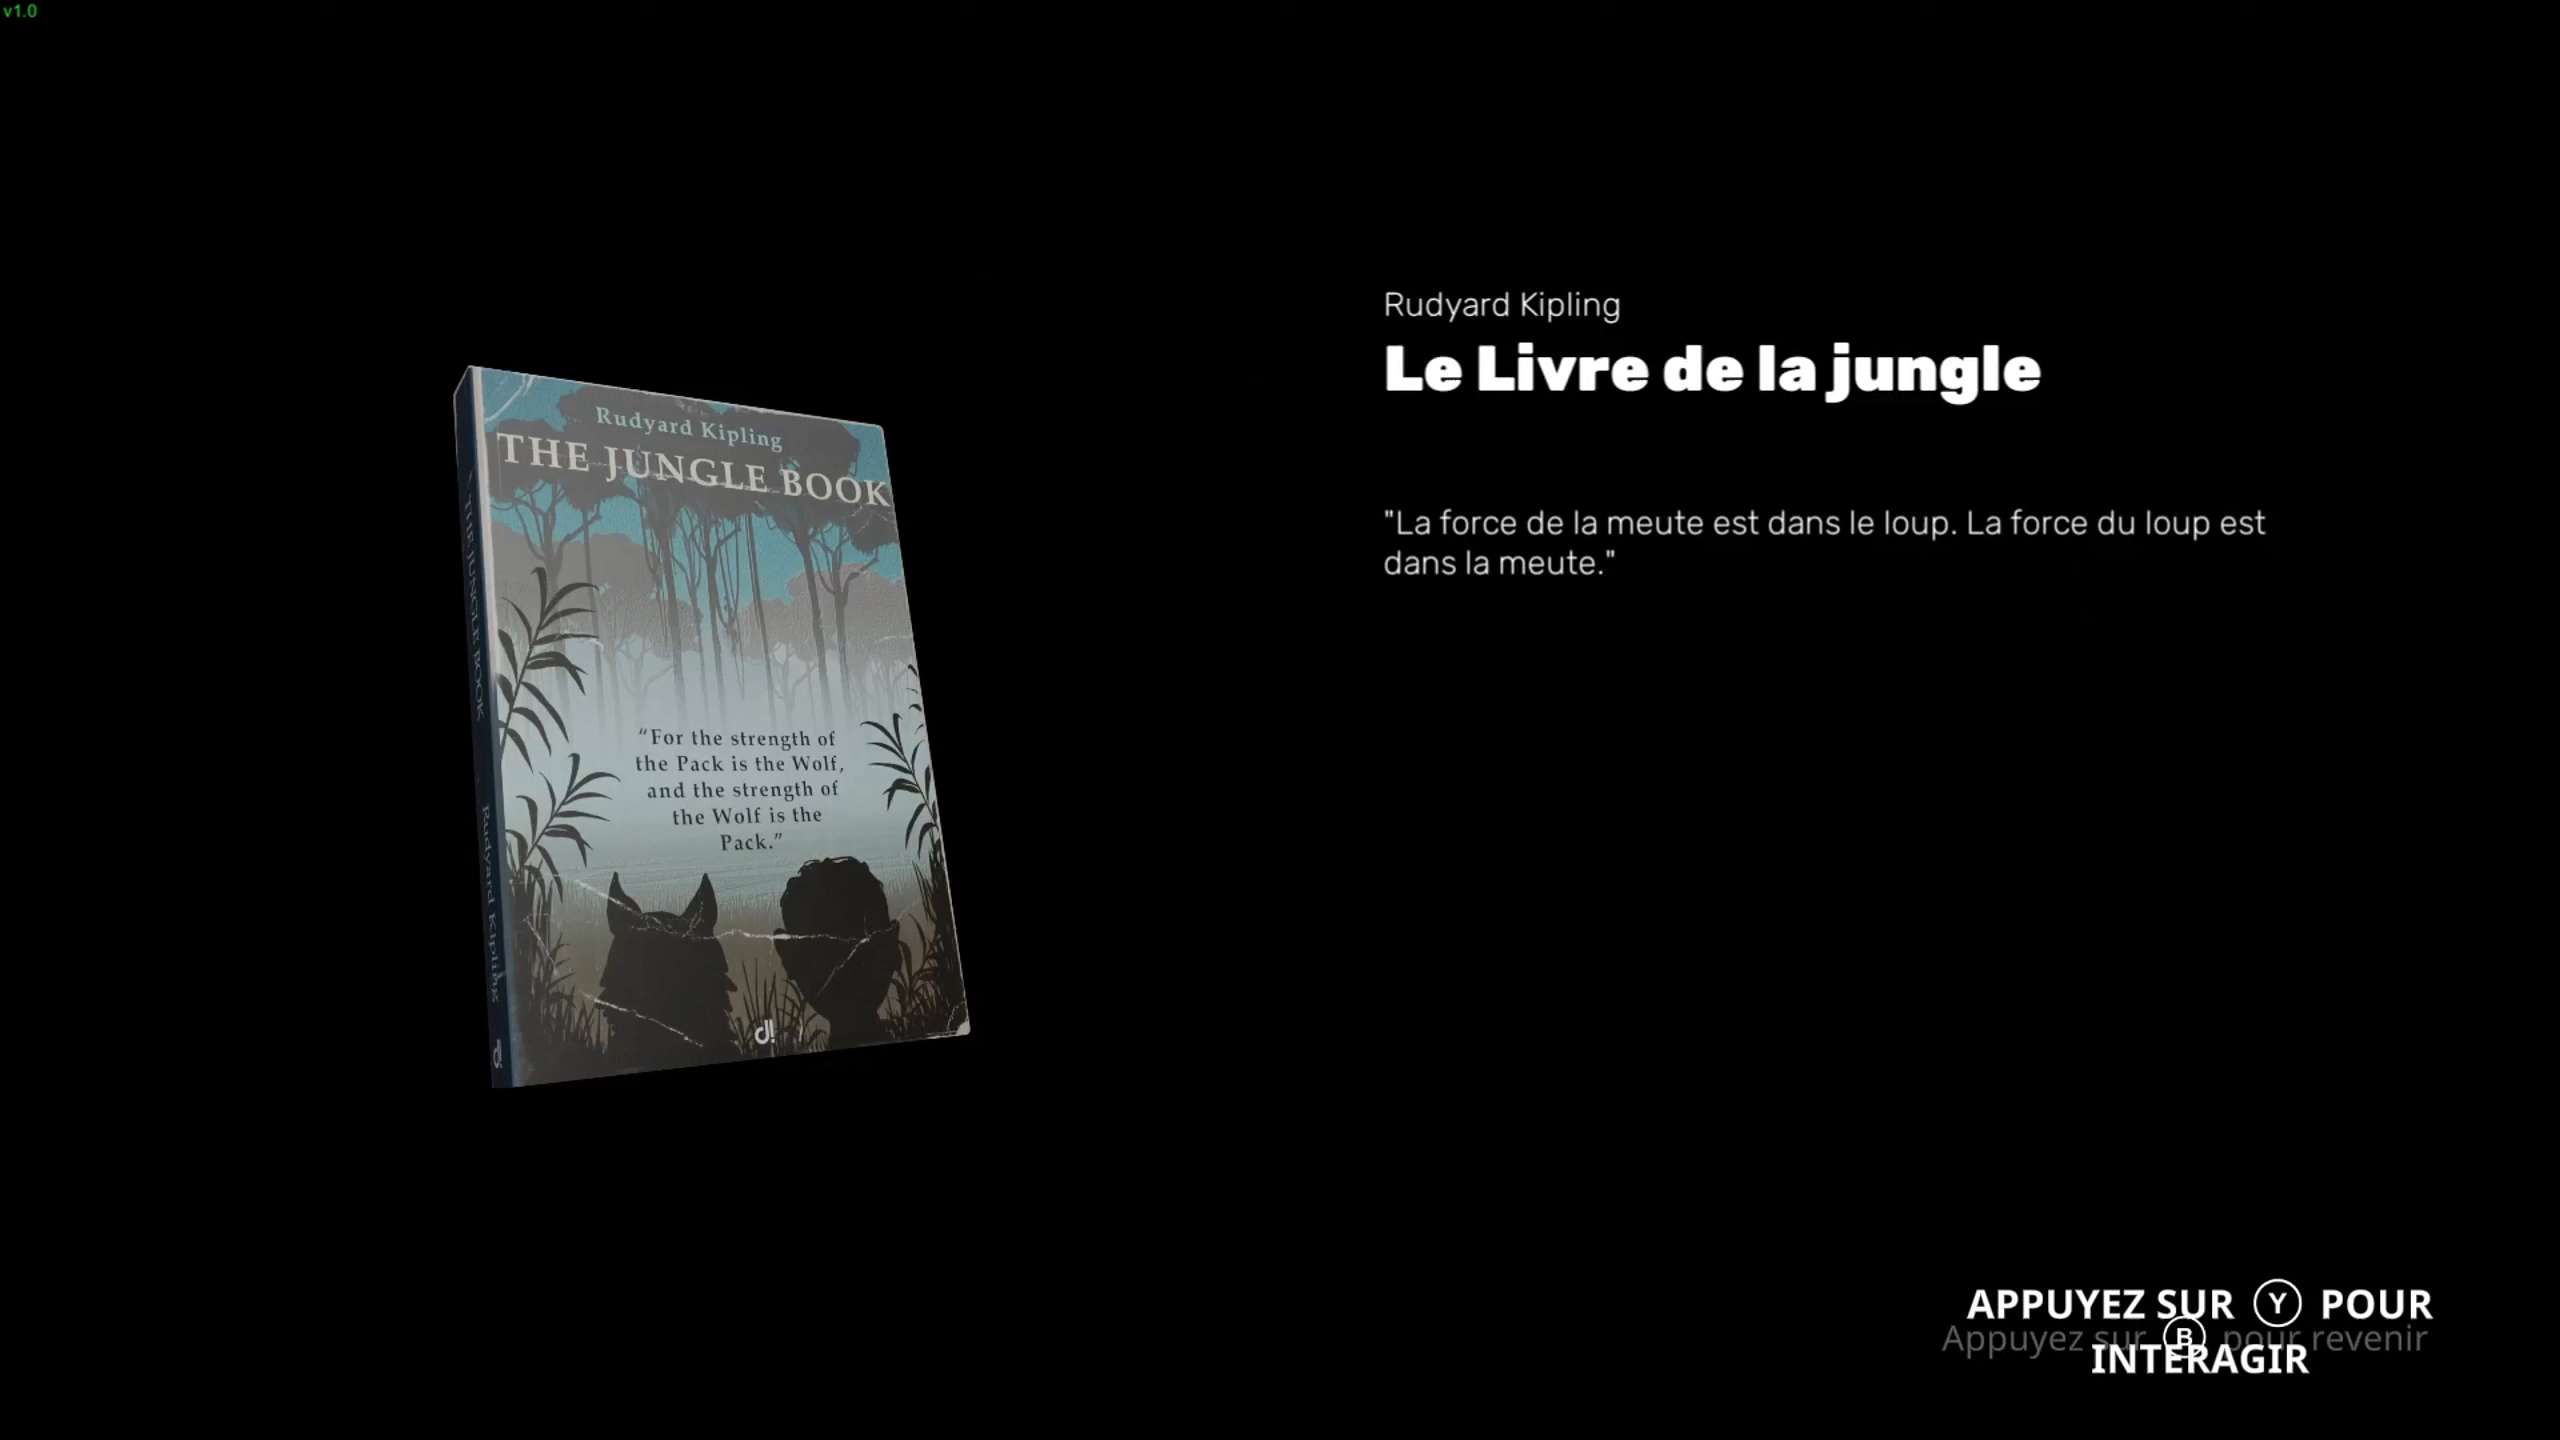 v1.0
Rudyard Kipling
THE JUNGLE BOOK
"For the strength of
the Pack is the Wolf,
and the strength of
the Wolf is the
Pack."
d!
THE JUNGLE BOOK
Rudyard Kipling
Rudyard Kipling
Le Livre de la jungle
"La force de la meute est dans le loup. La force du loup est
dans la meute."
APPUYEZ SUR Y POUR
INTERAGIR
Appuyez sur B pour revenir